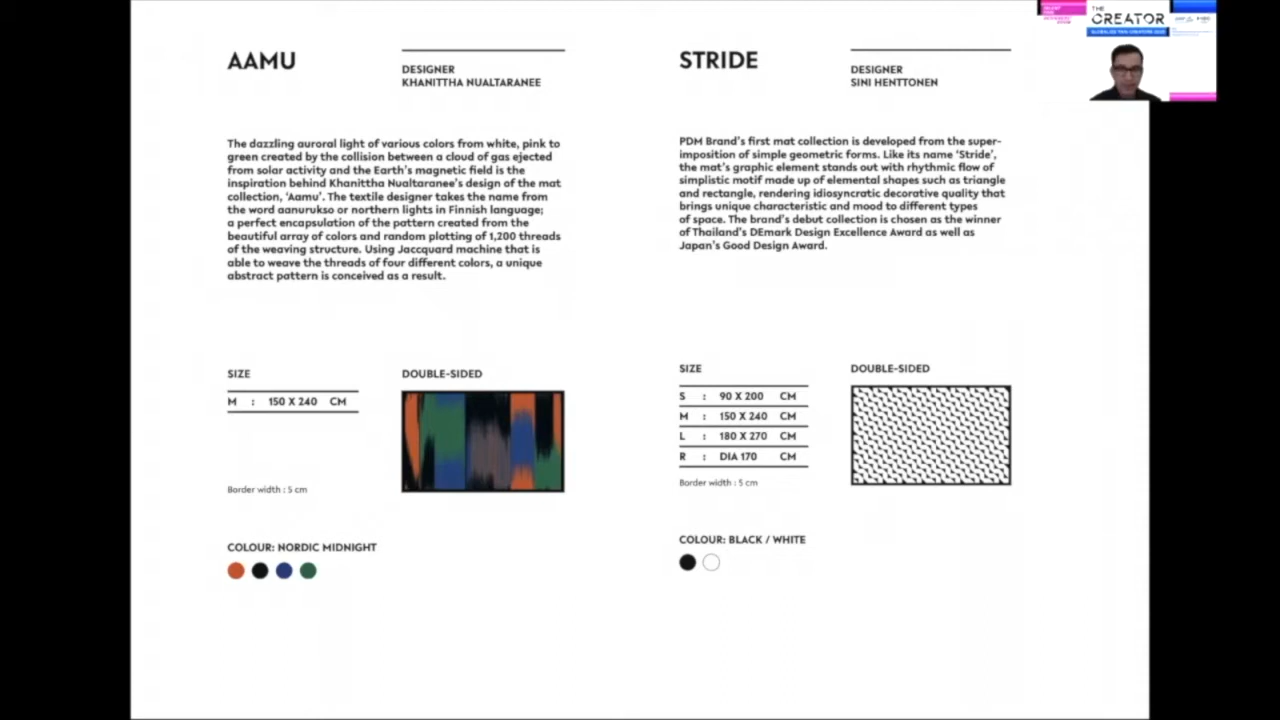 AAMU
DESIGNER
KHANITTHA NUALTARANEE
The dazzling auroral light of various colors from white, pink to
green created by the collision between a cloud of gas ejected
from solar activity and the Earth's magnetic field is the
inspiration behind Khanittha Nualtaranee's design of the mat
collection, 'Aamu'. The textile designer takes the name from
the word aanurukso or northern lights in Finnish language;
a perfect encapsulation of the pattern created from the
beautiful array of colors and random plotting of 1,200 threads
of the weaving structure. Using Jaccquard machine that is
able to weave the threads of four different colors, a unique
abstract pattern is conceived as a result.
SIZE
M : 150 X 240 CM
Border width : 5 cm
DOUBLE-SIDED
COLOUR: NORDIC MIDNIGHT
STRIDE
DESIGNER
SINI HENTTONEN
PDM Brand's first mat collection is developed from the super-
imposition of simple geometric forms. Like its name 'Stride',
the mat's graphic element stands out with rhythmic flow of
simplistic motif made up of elemental shapes such as triangle
and rectangle, rendering idiosyncratic decorative quality that
brings unique characteristic and mood to different types
of space. The brand's debut collection is chosen as the winner
of Thailand's DEmark Design Excellence Award as well as
Japan's Good Design Award.
SIZE
S : 90 X 200 CM
M : 150 X 240 CM
L : 180 X 270 CM
R : DIA 170 CM
Border width : 5 cm
DOUBLE-SIDED
COLOUR: BLACK / WHITE
THE
CREATOR